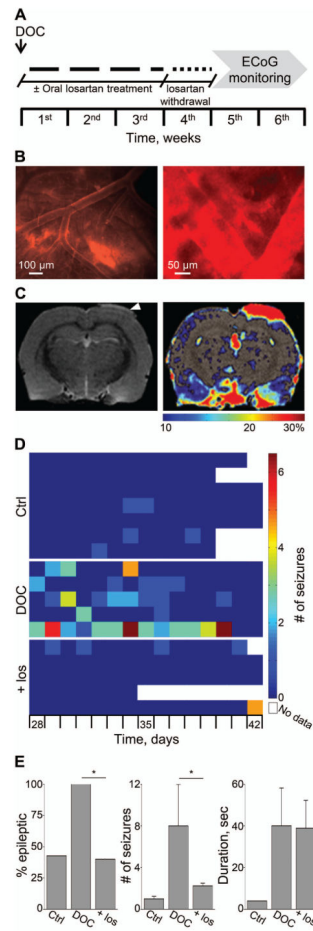 A
DOC
ECoG
monitoring
± Oral losartan treatment
losartan
withdrawal
1st 2nd 3rd 4th 5th 6th
Time, weeks
B
100 µm
50 µm
C
10 20 30%
D
Ctrl
DOC
+ los
28 35 42
Time, days
6
5
4
3
2
1
0
# of seizures
No data
E
% epileptic
100
75
50
25
0
Ctrl DOC + los
*
# of seizures
12
8
4
0
Ctrl DOC + los
*
Duration, sec
60
40
20
0
Ctrl DOC + los